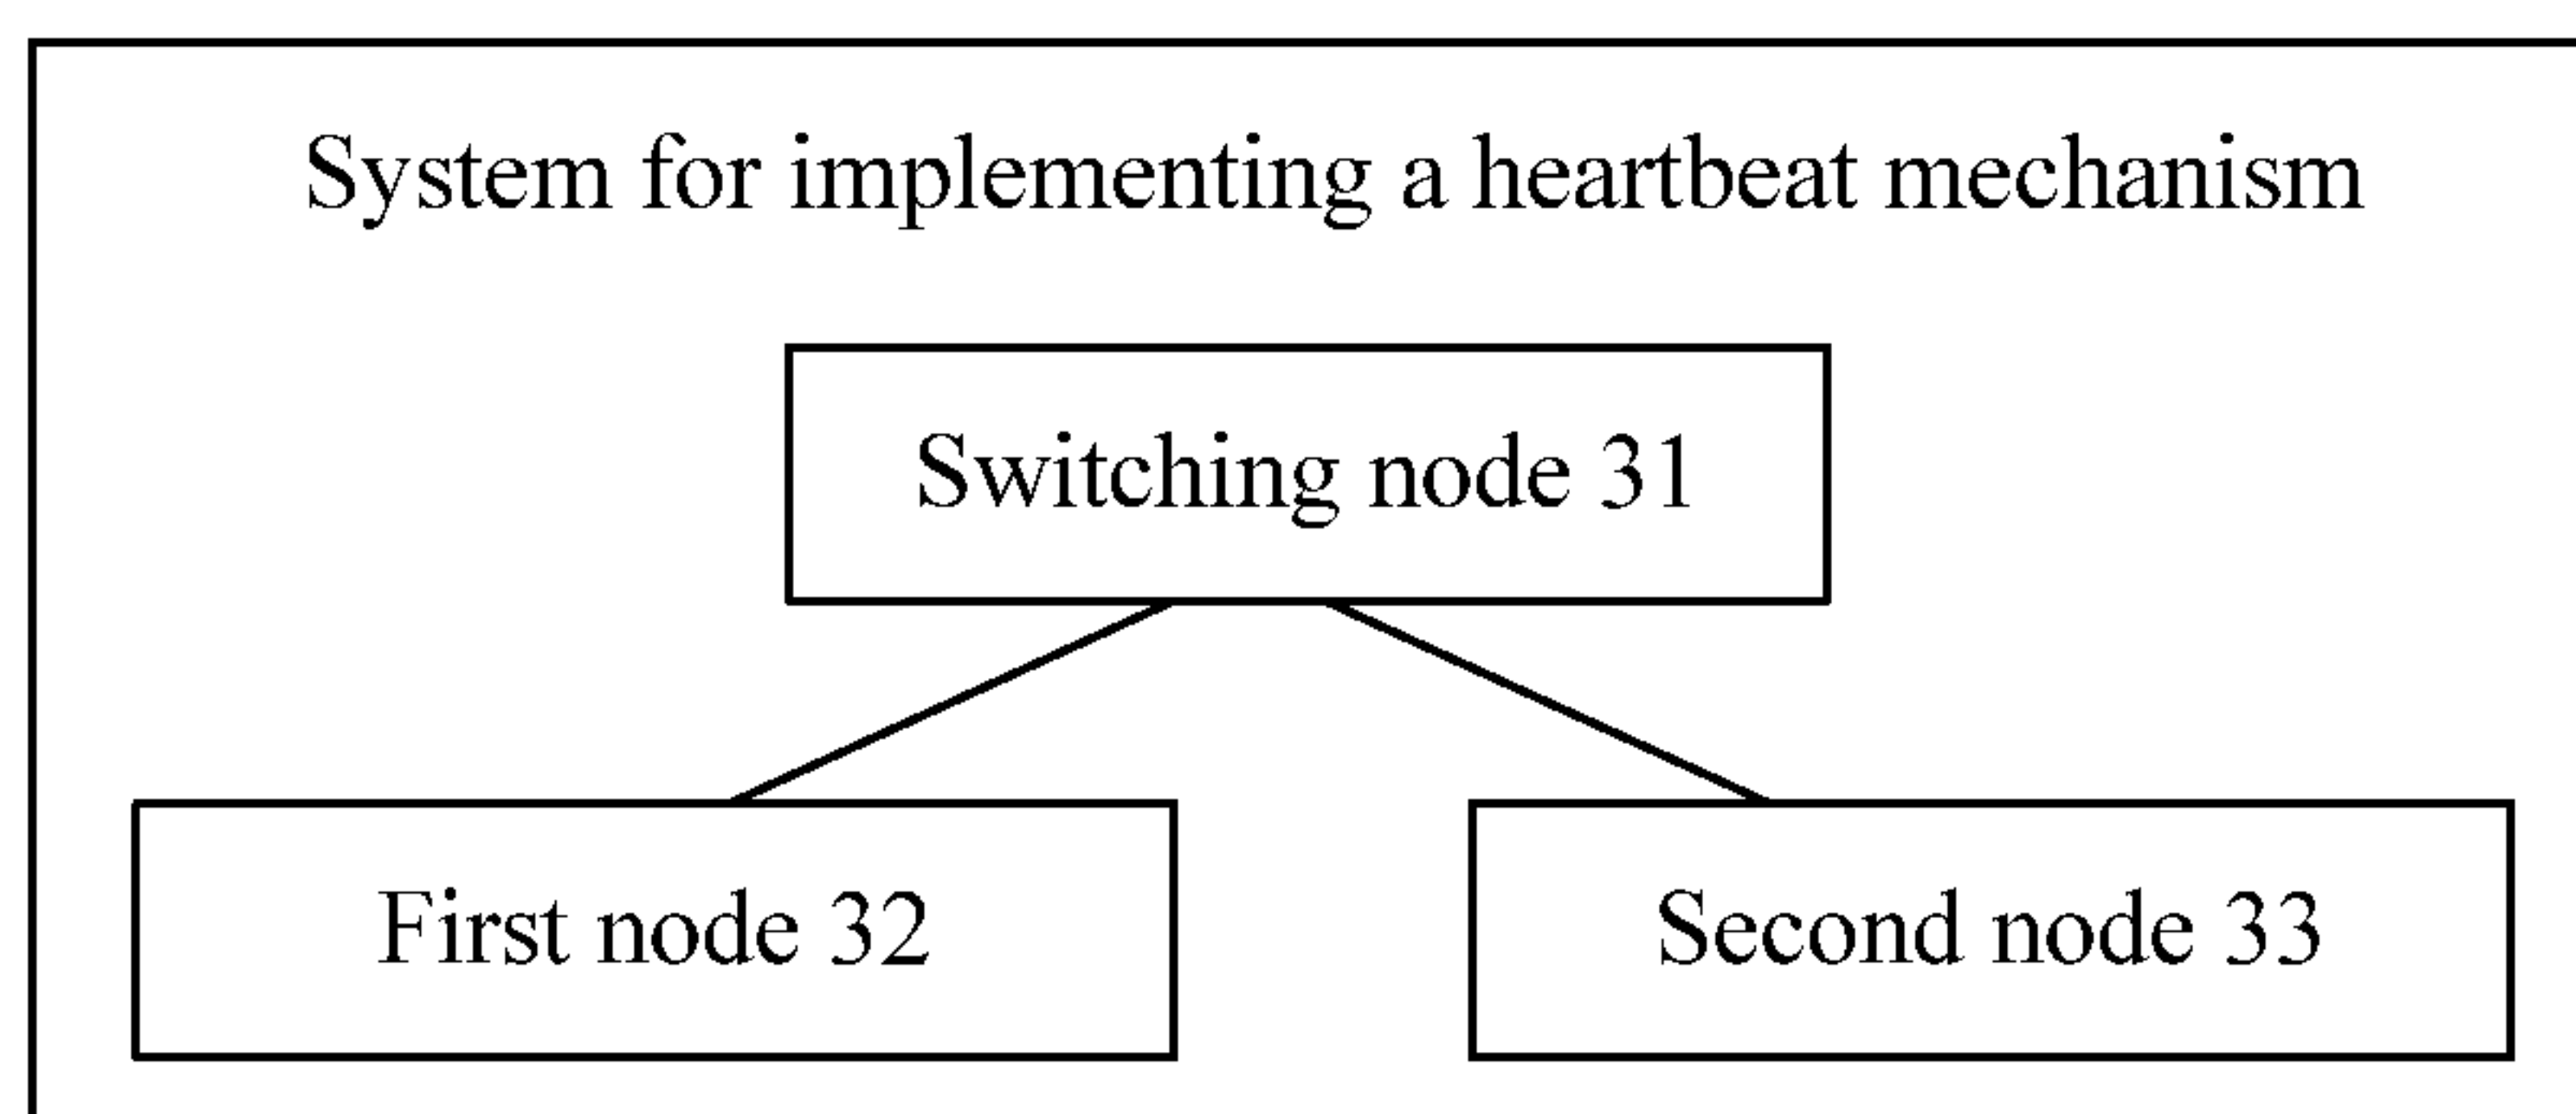 System for implementing a heartbeat mechanism
Switching node 31
First node 32
Second node 33